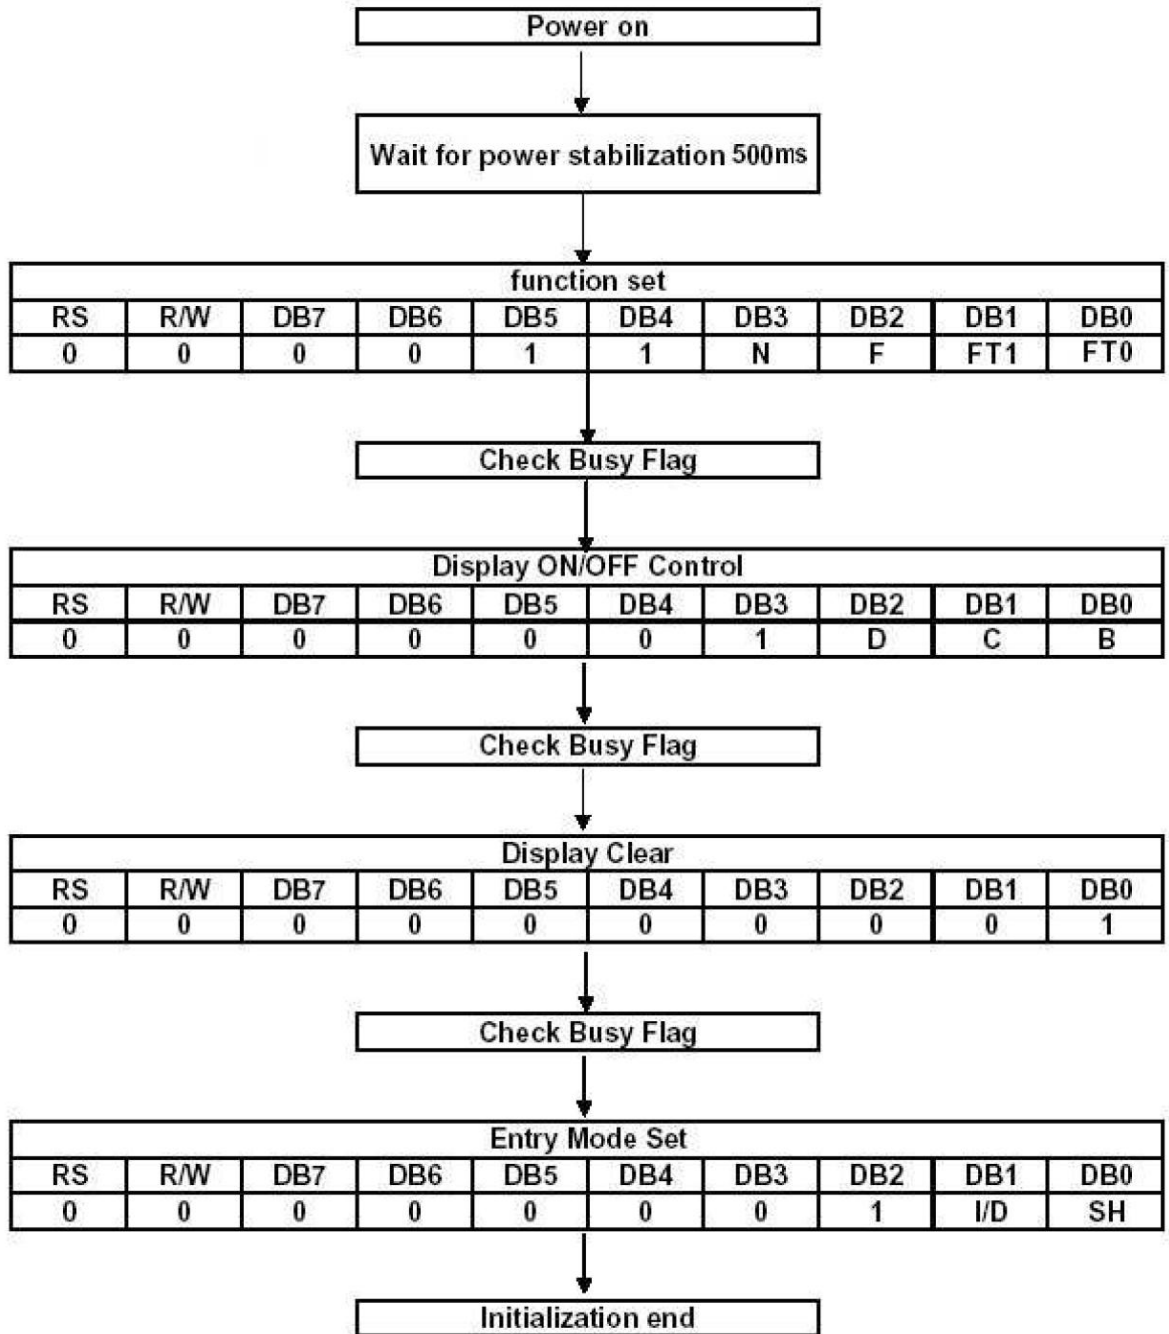 Power on
Wait for power stabilization 500ms
function set
RS R/W DB7 DB6 DB5 DB4 DB3 DB2 DB1 DB0
0 0 0 0 1 1 N F FT1 FT0
Check Busy Flag
Display ON/OFF Control
RS R/W DB7 DB6 DB5 DB4 DB3 DB2 DB1 DB0
0 0 0 0 0 0 1 D C B
Check Busy Flag
Display Clear
RS R/W DB7 DB6 DB5 DB4 DB3 DB2 DB1 DB0
0 0 0 0 0 0 0 0 0 1
Check Busy Flag
Entry Mode Set
RS R/W DB7 DB6 DB5 DB4 DB3 DB2 DB1 DB0
0 0 0 0 0 0 0 1 I/D SH
Initialization end